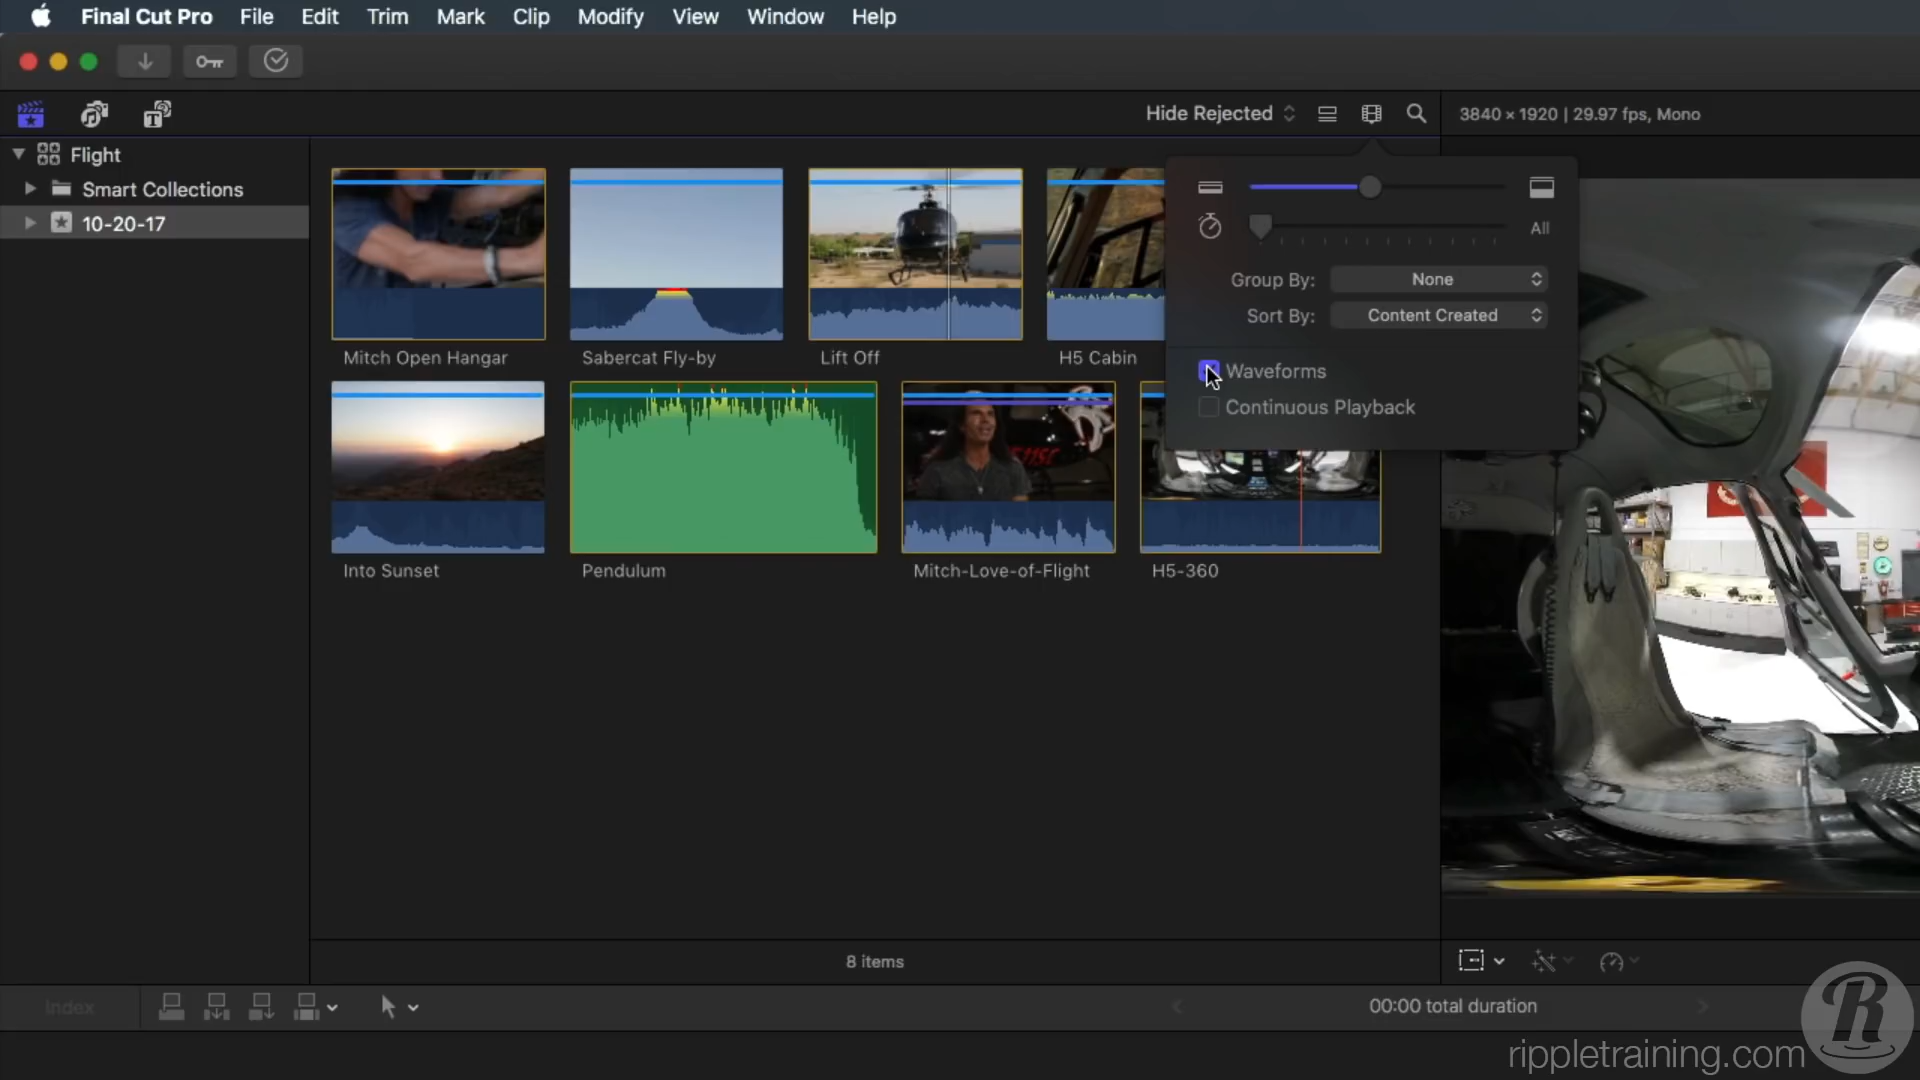 Final Cut Pro File Edit Trim Mark Clip Modify View Window Help
Hide Rejected
3840 × 1920 | 29.97 fps, Mono
Flight
Smart Collections
10-20-17
All
Group By: None
Sort By: Content Created
Waveforms
Continuous Playback
Mitch Open Hangar
Sabercat Fly-by
Lift Off
H5 Cabin
Into Sunset
Pendulum
Mitch-Love-of-Flight
H5-360
8 items
Index
00:00 total duration
R
rippletraining.com